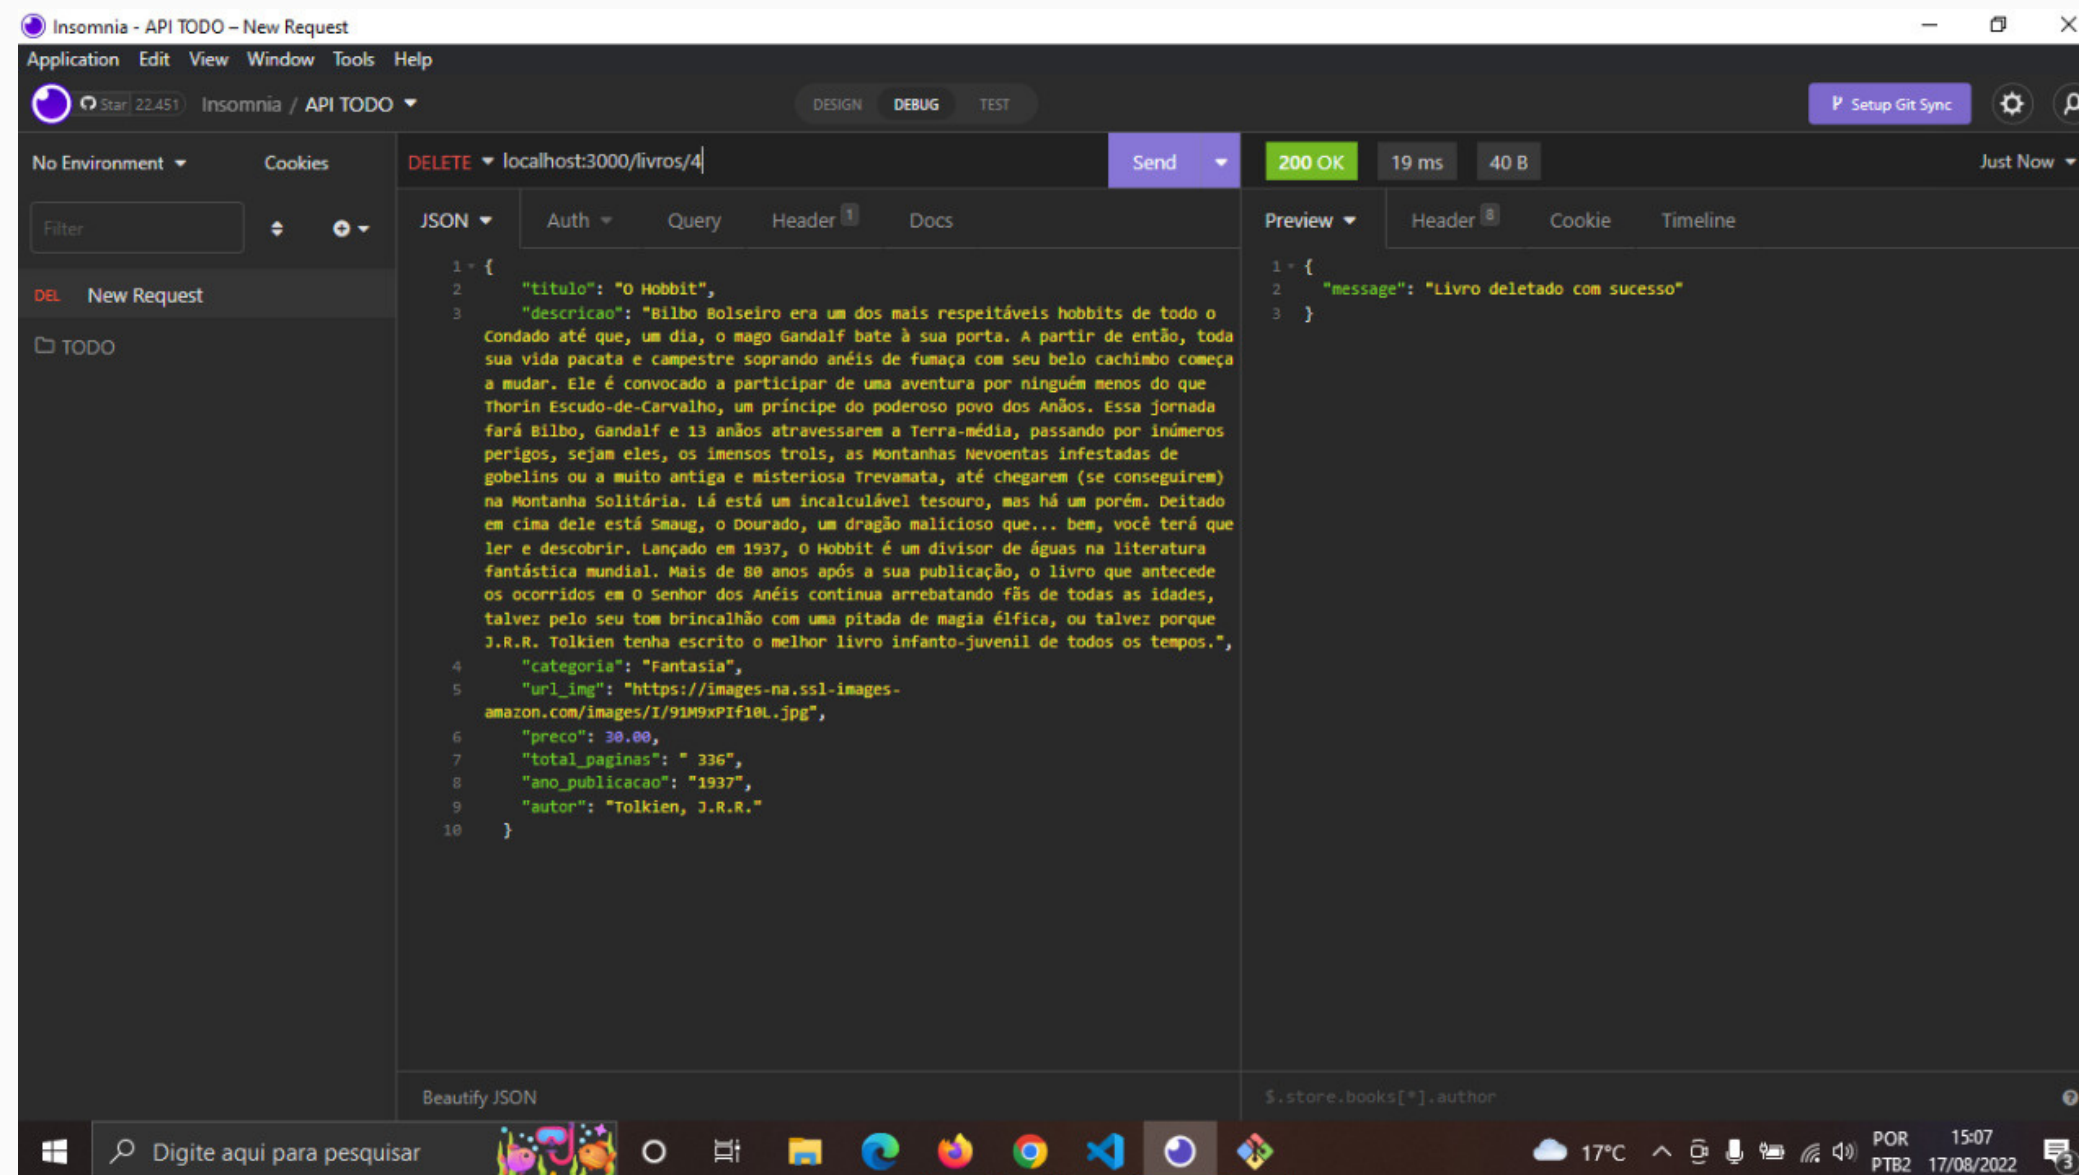 Insomnia - API TODO – New Request
Application Edit View Window Tools Help
Star 22.451 Insomnia / API TODO DESIGN DEBUG TEST Setup Git Sync
No Environment Cookies
DELETE localhost:3000/livros/4 Send
200 OK 19 ms 40 B Just Now
Filter
JSON Auth Query Header 1 Docs
Preview Header 8 Cookie Timeline
DEL New Request
TODO
1 {
2 "titulo": "O Hobbit",
3 "descricao": "Bilbo Bolseiro era um dos mais respeitáveis hobbits de todo o
Condado até que, um dia, o mago Gandalf bate à sua porta. A partir de então, toda
sua vida pacata e campestre soprando anéis de fumaça com seu belo cachimbo começa
a mudar. Ele é convocado a participar de uma aventura por ninguém menos do que
Thorin Escudo-de-Carvalho, um príncipe do poderoso povo dos Anãos. Essa jornada
fará Bilbo, Gandalf e 13 anãos atravessarem a Terra-média, passando por inúmeros
perigos, sejam eles, os imensos trols, as Montanhas Nevoentas infestadas de
gobelins ou a muito antiga e misteriosa Trevamata, até chegarem (se conseguirem)
na Montanha Solitária. Lá está um incalculável tesouro, mas há um porém. Deitado
em cima dele está Smaug, o Dourado, um dragão malicioso que... bem, você terá que
ler e descobrir. Lançado em 1937, O Hobbit é um divisor de águas na literatura
fantástica mundial. Mais de 80 anos após a sua publicação, o livro que antecede
os ocorridos em O Senhor dos Anéis continua arrebatando fãs de todas as idades,
talvez pelo seu tom brincalhão com uma pitada de magia élfica, ou talvez porque
J.R.R. Tolkien tenha escrito o melhor livro infanto-juvenil de todos os tempos.",
4 "categoria": "Fantasia",
5 "url_img": "https://images-na.ssl-images-
amazon.com/images/I/91M9xPIf10L.jpg",
6 "preco": 30.00,
7 "total_paginas": " 336",
8 "ano_publicacao": "1937",
9 "autor": "Tolkien, J.R.R."
10 }
1 {
2 "message": "Livro deletado com sucesso"
3 }
Beautify JSON
$.store.books[*].author
Digite aqui para pesquisar
17°C
POR
PTB2
15:07
17/08/2022
3